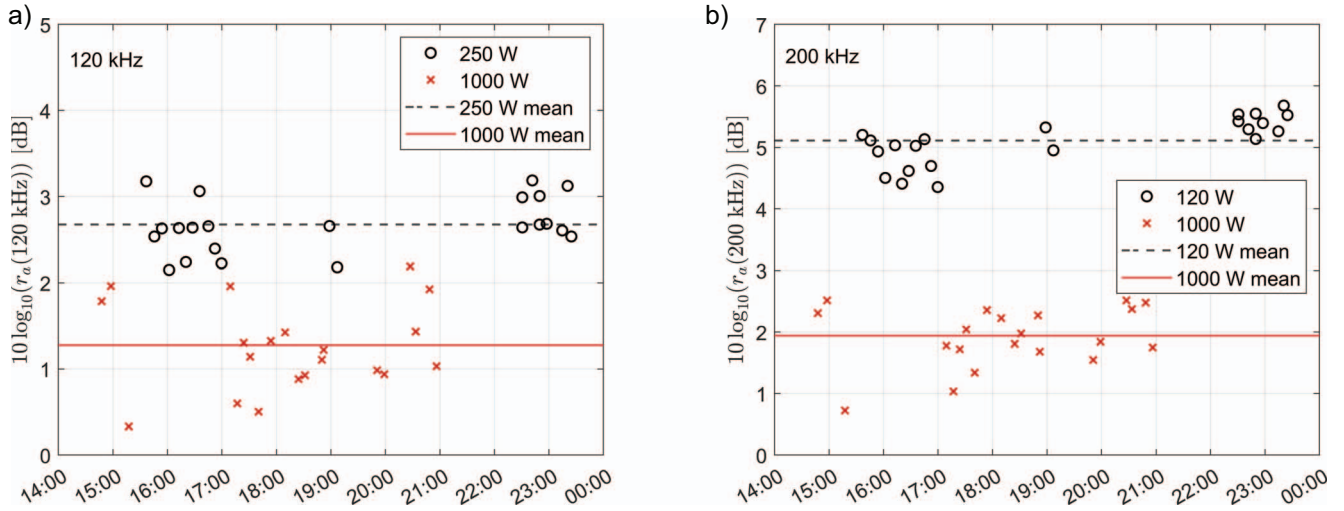 a)
10 log₁₀(rₐ(120 kHz)) [dB]
5
4
3
2
1
0
120 kHz
250 W
1000 W
250 W mean
1000 W mean
14:00
15:00
16:00
17:00
18:00
19:00
20:00
21:00
22:00
23:00
00:00
b)
10 log₁₀(rₐ(200 kHz)) [dB]
7
6
5
4
3
2
1
0
200 kHz
120 W
1000 W
120 W mean
1000 W mean
14:00
15:00
16:00
17:00
18:00
19:00
20:00
21:00
22:00
23:00
00:00